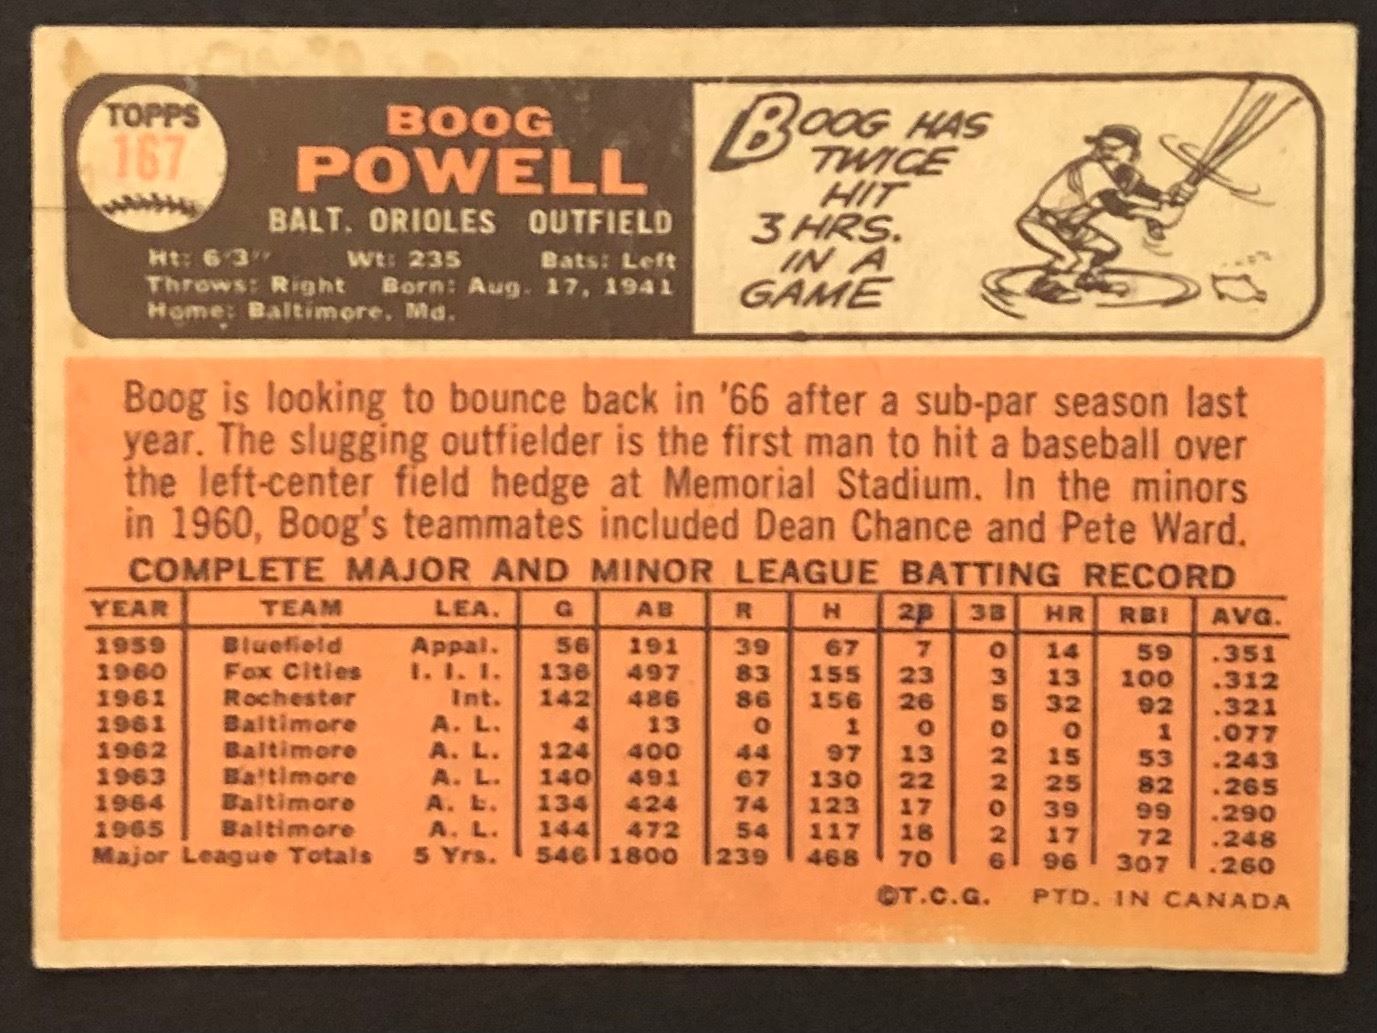 TOPPS
167
BOOG
POWELL
BALT. ORIOLES OUTFIELD
Ht: 6'3" Wt: 235 Bats: Left
Throws: Right Born: Aug. 17, 1941
Home: Baltimore, Md.
BOOG HAS
TWICE
HIT
3 HRS.
IN A
GAME
Boog is looking to bounce back in '66 after a sub-par season last
year. The slugging outfielder is the first man to hit a baseball over
the left-center field hedge at Memorial Stadium. In the minors
in 1960, Boog's teammates included Dean Chance and Pete Ward.
COMPLETE MAJOR AND MINOR LEAGUE BATTING RECORD
YEAR TEAM LEA. G AB R H 2B 3B HR RBI AVG.
1959 Bluefield Appal. 56 191 39 67 7 0 14 59 .351
1960 Fox Cities I. I. I. 136 497 83 155 23 3 13 100 .312
1961 Rochester Int. 142 486 86 156 26 5 32 92 .321
1961 Baltimore A. L. 4 13 0 1 0 0 0 1 .077
1962 Baltimore A. L. 124 400 44 97 13 2 15 53 .243
1963 Baltimore A. L. 140 491 67 130 22 2 25 82 .265
1964 Baltimore A. L. 134 424 74 123 17 0 39 99 .290
1965 Baltimore A. L. 144 472 54 117 18 2 17 72 .248
Major League Totals 5 Yrs. 546 1800 239 468 70 6 96 307 .260
©T.C.G. PTD. IN CANADA